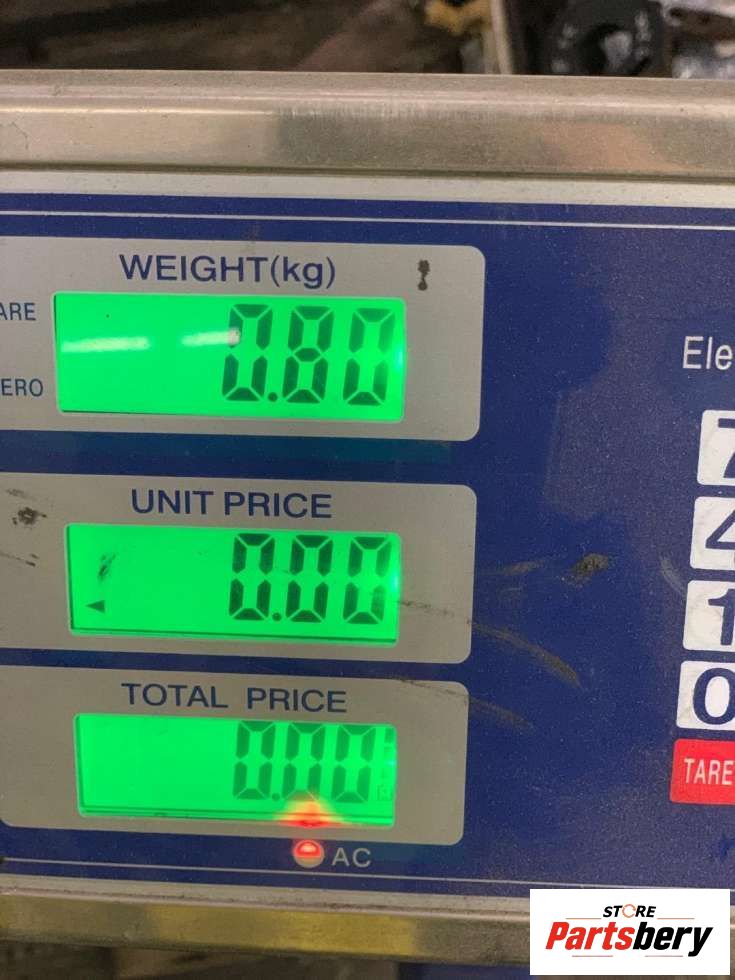 WEIGHT(kg)
ARE
0.80
ERO
Ele
UNIT PRICE
0.00
TOTAL PRICE
0.00
AC
7
4
1
0
TARE
STORE
Partsbery